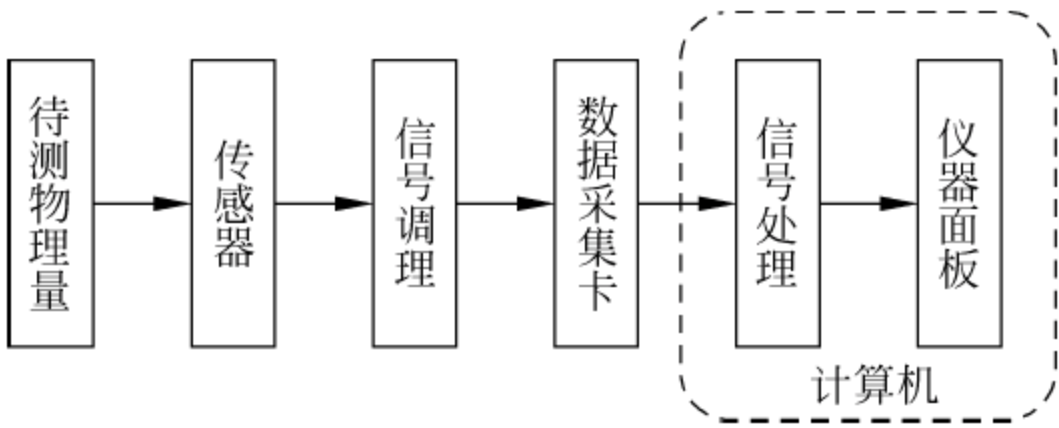 待测物理量
传感器
信号调理
数据采集卡
信号处理
仪器面板
计算机